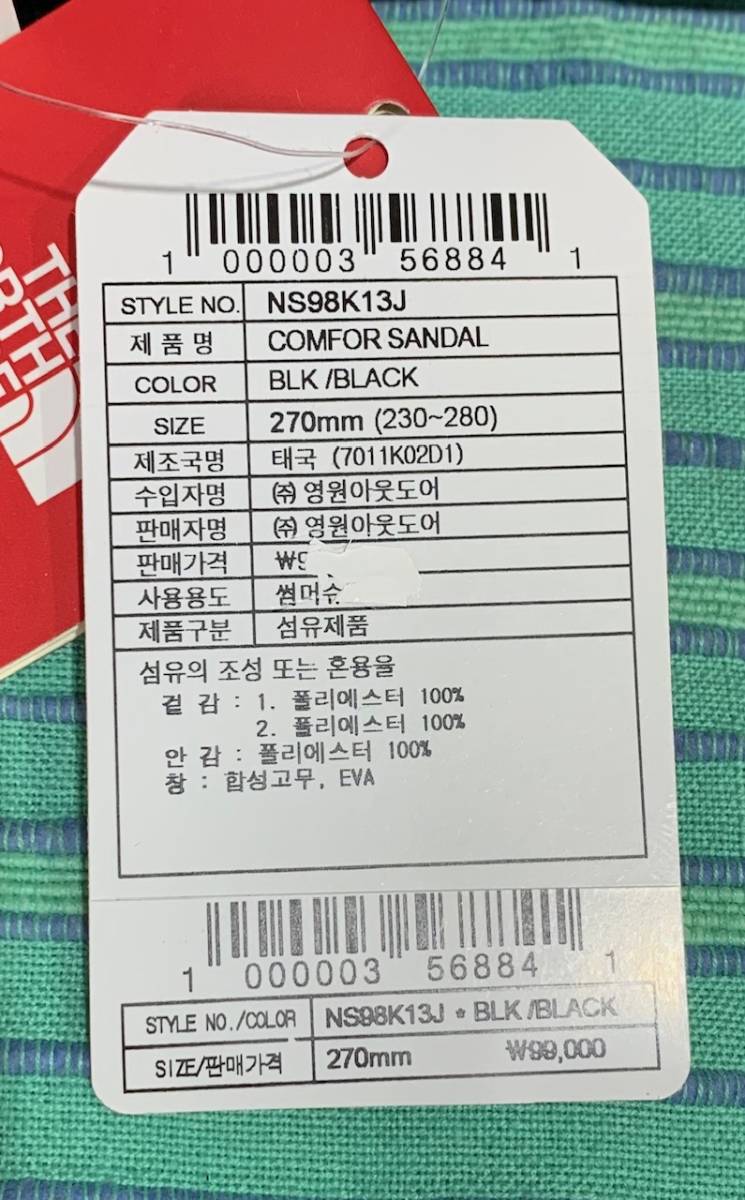 THE
NORTH
1 000003 56884 1
STYLE NO. NS98K13J
제 품 명 COMFOR SANDAL
COLOR BLK /BLACK
SIZE 270mm (230~280)
제조국명 태국 (7011K02D1)
수입자명 ㈜ 영원아웃도어
판매자명 ㈜ 영원아웃도어
판매가격 ₩9
사용용도 썸머슈
제품구분 섬유제품
섬유의 조성 또는 혼용율
겉 감 : 1. 폴리에스터 100%
2. 폴리에스터 100%
안 감 : 폴리에스터 100%
창 : 합성고무, EVA
1 000003 56884 1
STYLE NO./COLOR NS98K13J * BLK /BLACK
SIZE/판매가격 270mm ₩99,000